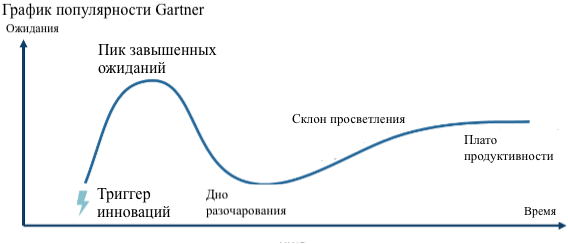 График популярности Gartner
Ожидания
Пик завышенных
ожиданий
Склон просветления
Плато
продуктивности
Триггер
инноваций
Дно
разочарования
Время